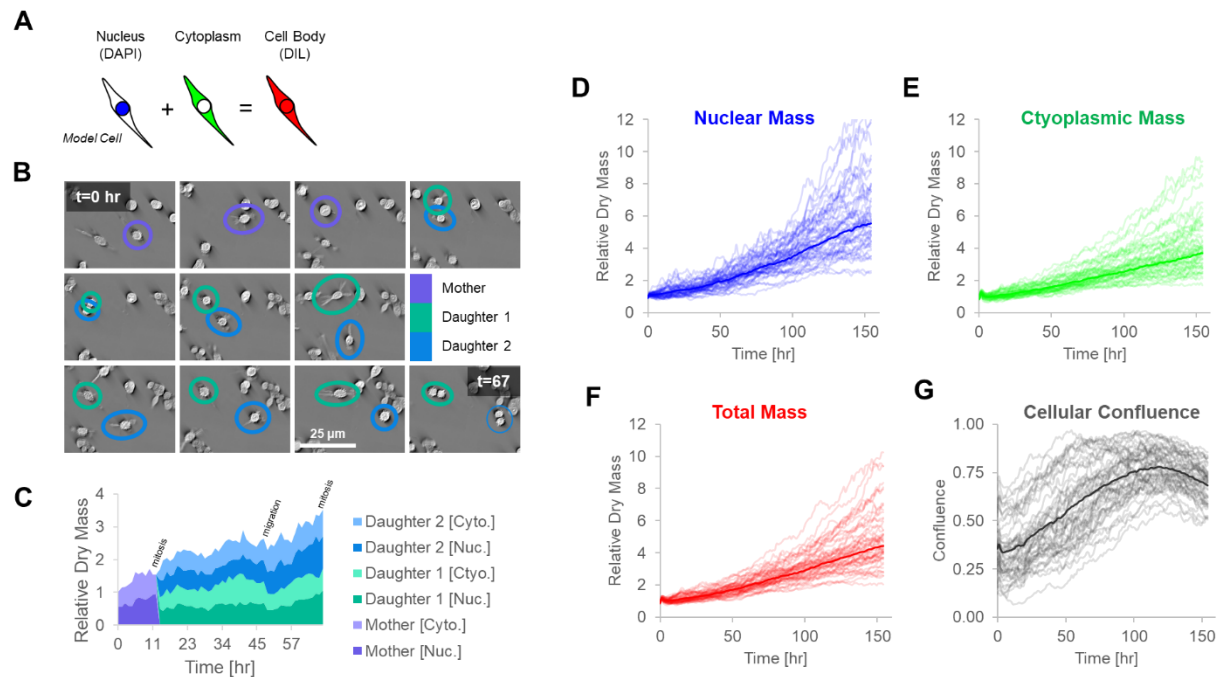 A
Nucleus
(DAPI)
Cytoplasm
Cell Body
(DIL)
+
=
Model Cell
B
t=0 hr
Mother
Daughter 1
Daughter 2
t=67
25 µm
C
Relative Dry Mass
4
3
2
1
0
mitosis
migration
mitosis
0 11 23 34 45 57
Time [hr]
Daughter 2 [Cyto.]
Daughter 2 [Nuc.]
Daughter 1 [Ctyo.]
Daughter 1 [Nuc.]
Mother [Cyto.]
Mother [Nuc.]
D
Nuclear Mass
Relative Dry Mass
12
10
8
6
4
2
0
0 50 100 150
Time [hr]
E
Ctyoplasmic Mass
Relative Dry Mass
12
10
8
6
4
2
0
0 50 100 150
Time [hr]
F
Total Mass
Relative Dry Mass
12
10
8
6
4
2
0
0 50 100 150
Time [hr]
G
Cellular Confluence
Confluence
1.00
0.75
0.50
0.25
0.00
0 50 100 150
Time [hr]